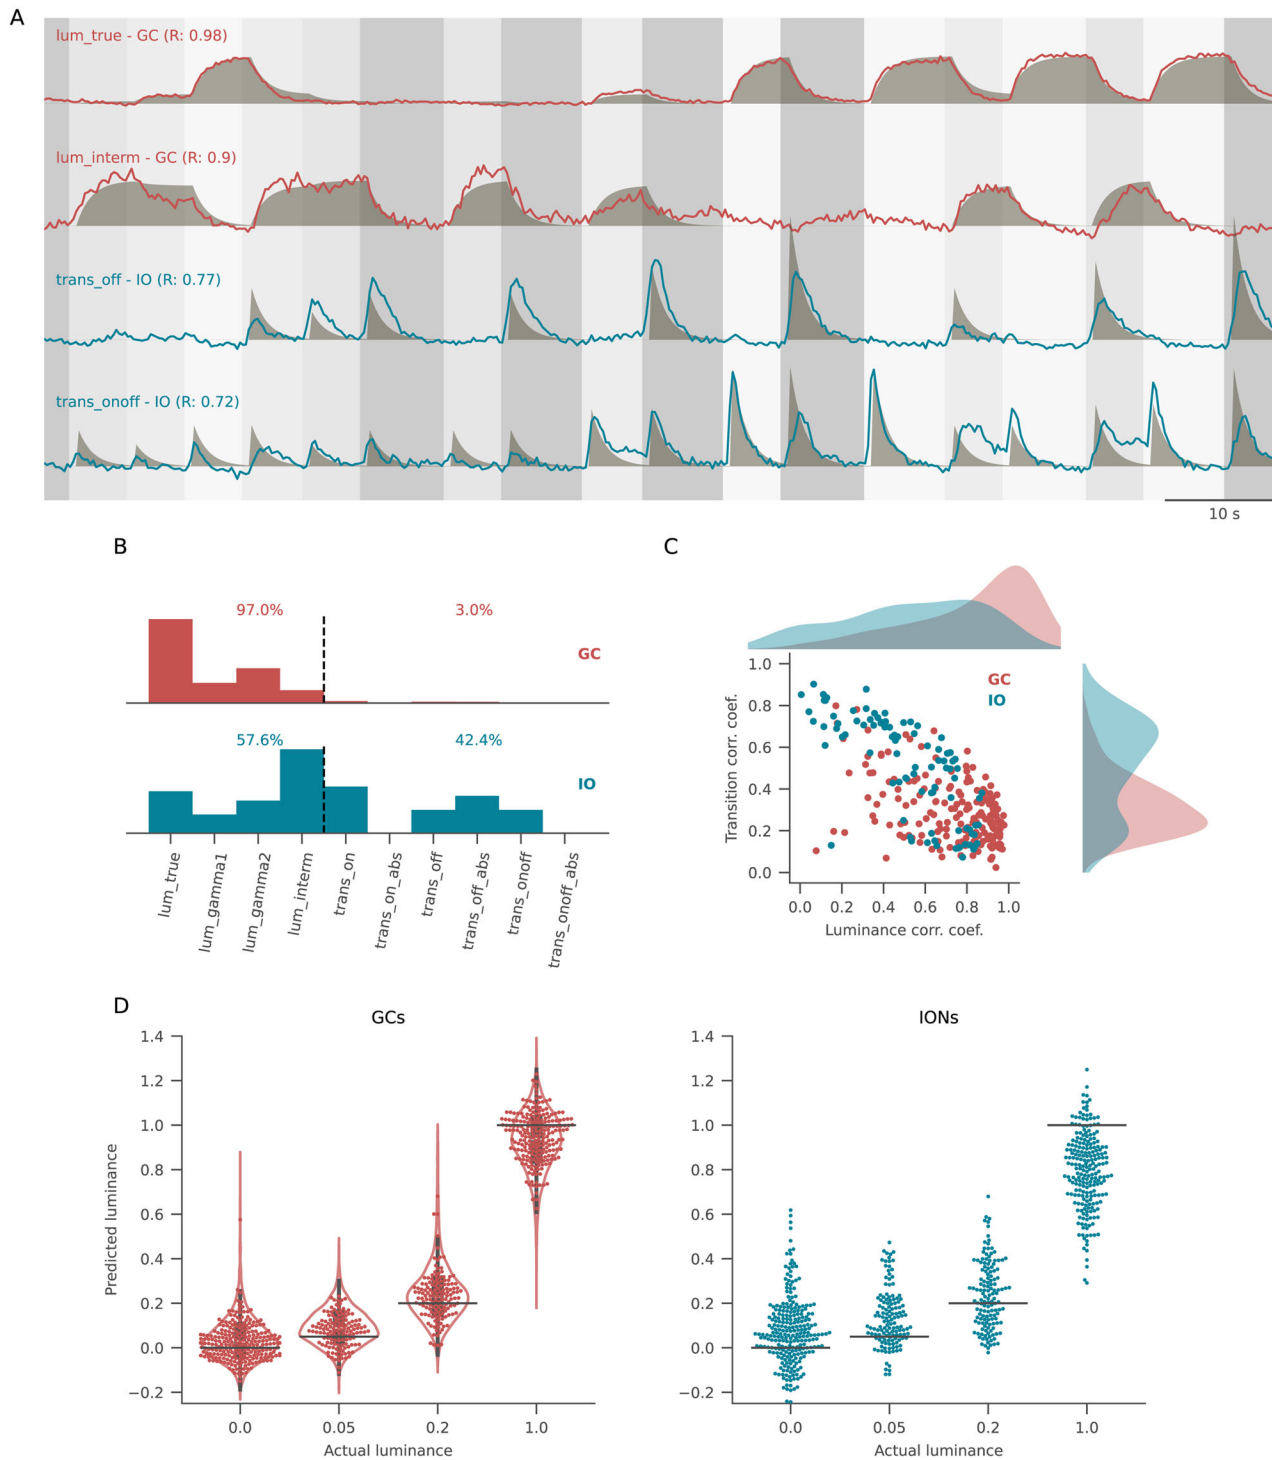 A
lum_true - GC (R: 0.98)
lum_interm - GC (R: 0.9)
trans_off - IO (R: 0.77)
trans_onoff - IO (R: 0.72)
10 s
B
97.0%
3.0%
GC
57.6%
42.4%
IO
lum_true
lum_gamma1
lum_gamma2
lum_interm
trans_on
trans_on_abs
trans_off
trans_off_abs
trans_onoff
trans_onoff_abs
C
GC
IO
Transition corr. coef.
1.0
0.8
0.6
0.4
0.2
0.0
0.0 0.2 0.4 0.6 0.8 1.0
Luminance corr. coef.
D
GCs
Predicted luminance
1.4
1.2
1.0
0.8
0.6
0.4
0.2
0.0
−0.2
0.0 0.05 0.2 1.0
Actual luminance
IONs
1.4
1.2
1.0
0.8
0.6
0.4
0.2
0.0
−0.2
0.0 0.05 0.2 1.0
Actual luminance